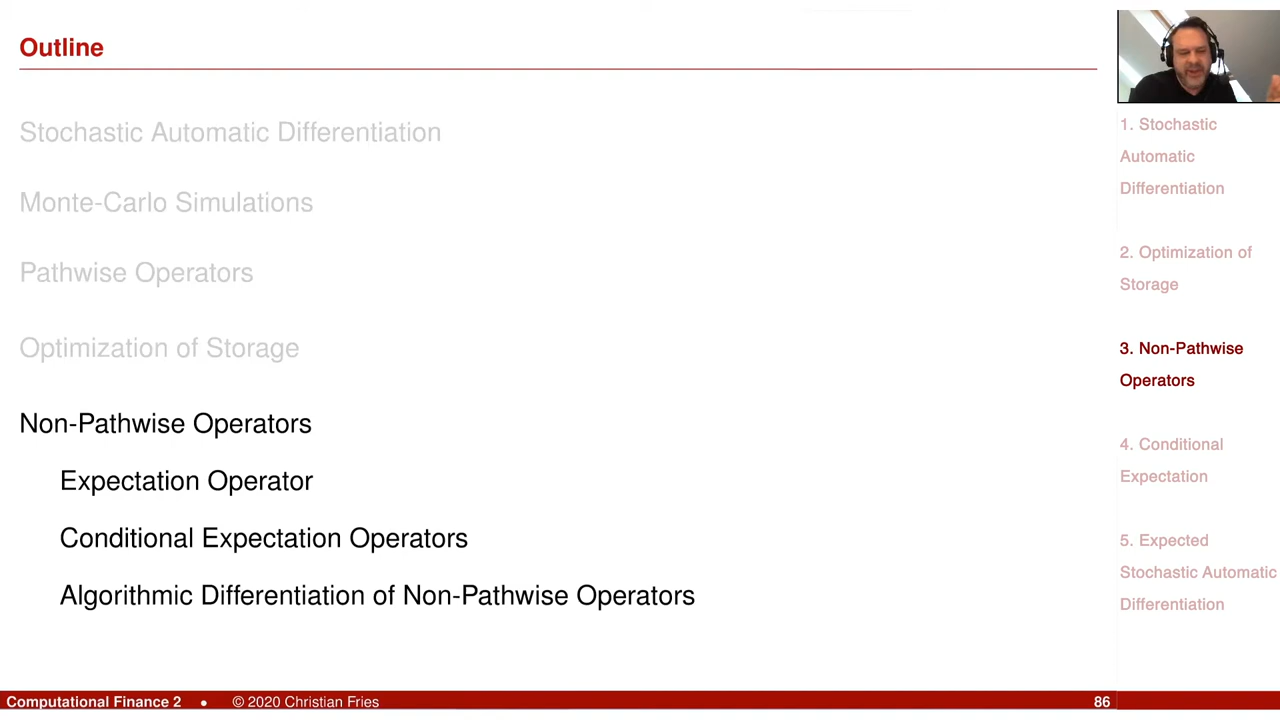 Outline
Stochastic Automatic Differentiation
Monte-Carlo Simulations
Pathwise Operators
Optimization of Storage
Non-Pathwise Operators
Expectation Operator
Conditional Expectation Operators
Algorithmic Differentiation of Non-Pathwise Operators
1. Stochastic
Automatic
Differentiation
2. Optimization of
Storage
3. Non-Pathwise
Operators
4. Conditional
Expectation
5. Expected
Stochastic Automatic
Differentiation
Computational Finance 2 • © 2020 Christian Fries 86